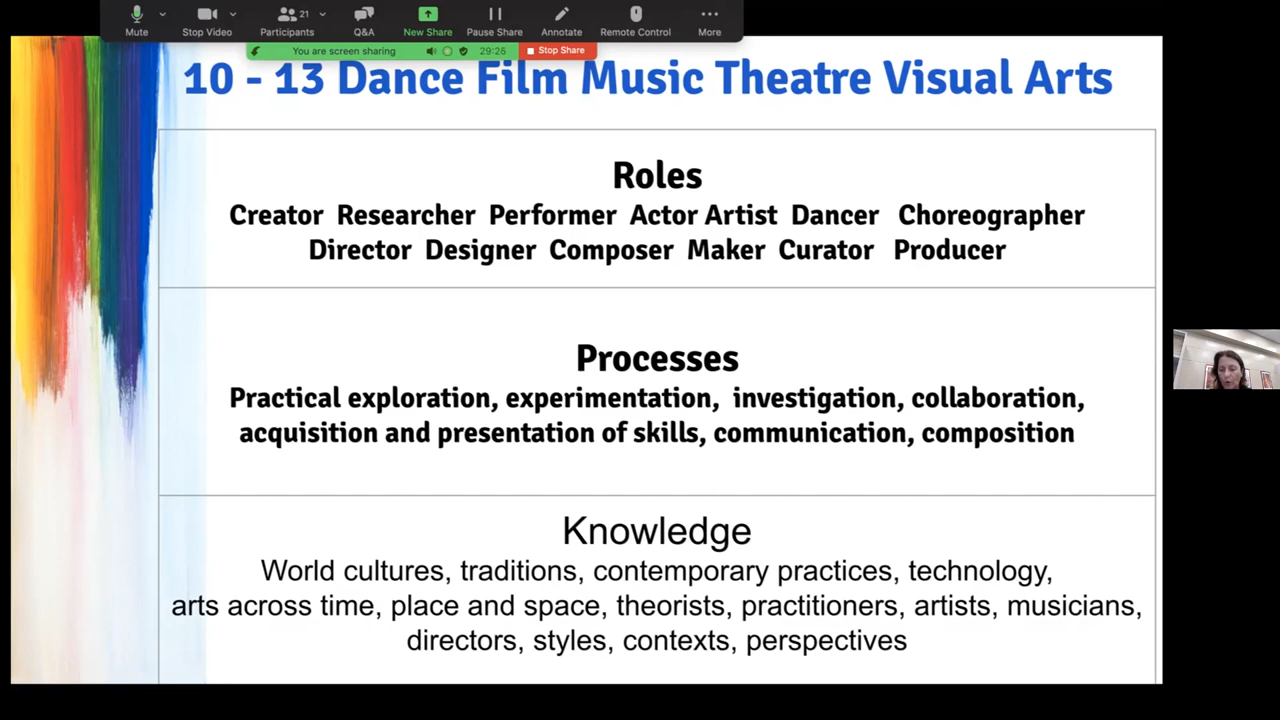 21
Mute
Stop Video
Participants
Q&A
New Share
Pause Share
Annotate
Remote Control
More
You are screen sharing
29:26
Stop Share
10 - 13 Dance Film Music Theatre Visual Arts
Roles
Creator Researcher Performer Actor Artist Dancer Choreographer
Director Designer Composer Maker Curator Producer
Processes
Practical exploration, experimentation, investigation, collaboration,
acquisition and presentation of skills, communication, composition
Knowledge
World cultures, traditions, contemporary practices, technology,
arts across time, place and space, theorists, practitioners, artists, musicians,
directors, styles, contexts, perspectives